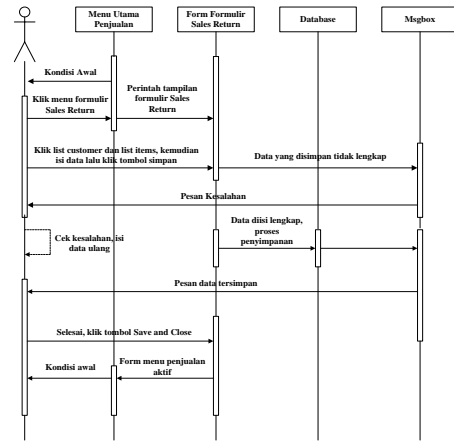 Menu Utama
Penjualan
Form Formulir
Sales Return
Database
Msgbox
Kondisi Awal
Klik menu formulir
Sales Return
Perintah tampilan
formulir Sales
Return
Klik list customer dan list items, kemudian
isi data lalu klik tombol simpan
Data yang disimpan tidak lengkap
Pesan Kesalahan
Cek kesalahan, isi
data ulang
Data diisi lengkap,
proses
penyimpanan
Pesan data tersimpan
Selesai, klik tombol Save and Close
Kondisi awal
Form menu penjualan
aktif